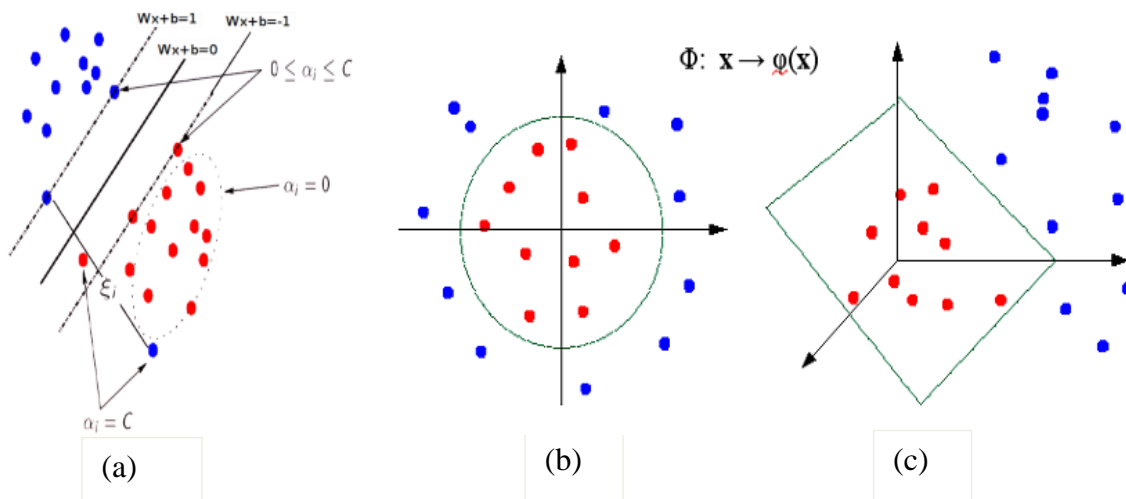 Wx+b=1
Wx+b=-1
Wx+b=0
0 ≤ αᵢ ≤ C
Φ: x → φ(x)
αᵢ = 0
ξᵢ
αᵢ = C
(a)
(b)
(c)